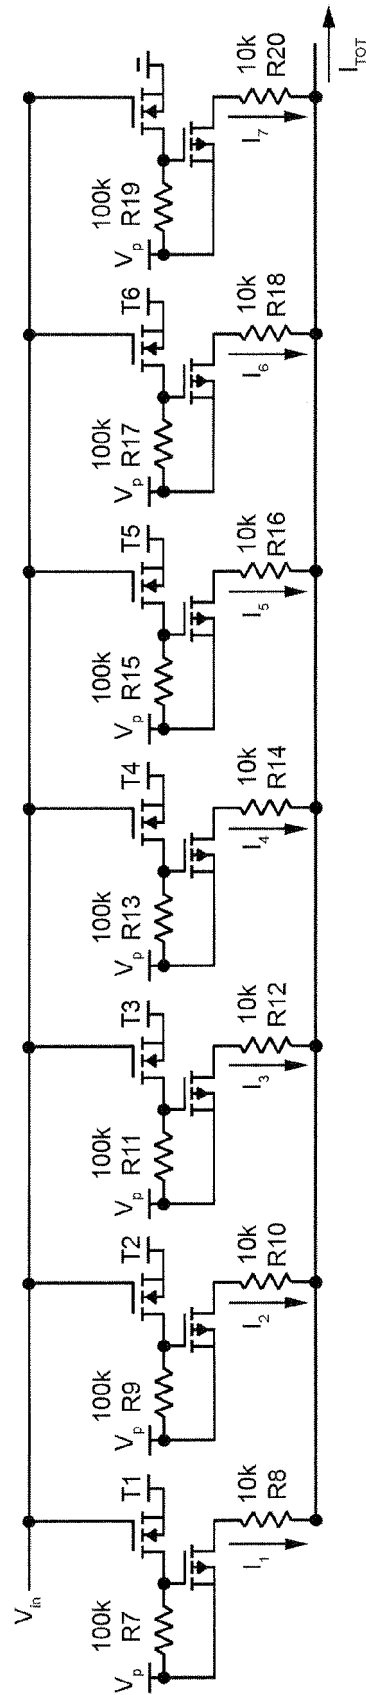 V_in
V_p
100k
R7
T1
I_1
10k
R8
V_p
100k
R9
T2
I_2
10k
R10
V_p
100k
R11
T3
I_3
10k
R12
V_p
100k
R13
T4
I_4
10k
R14
V_p
100k
R15
T5
I_5
10k
R16
V_p
100k
R17
T6
I_6
10k
R18
V_p
100k
R19
I_7
10k
R20
I_TOT